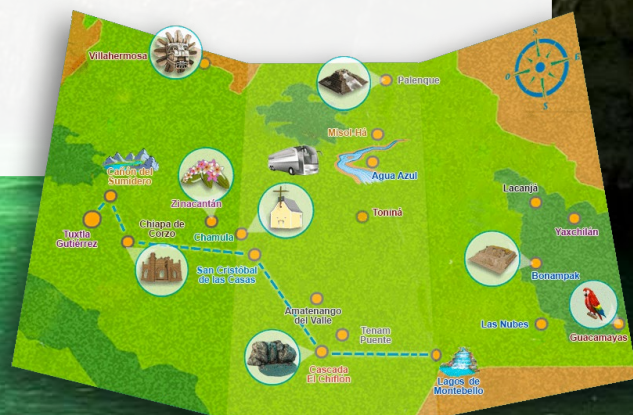 Villahermosa
N
E
S
O
Palenque
Misol-Há
Cañón del
Sumidero
Agua Azul
Zinacantán
Lacanjá
Toniná
Tuxtla
Gutiérrez
Chiapa de
Corzo
Chamula
Yaxchilán
San Cristóbal
de las Casas
Bonampak
Amatenango
del Valle
Las Nubes
Guacamayas
Tenam
Puente
Cascada
El Chiflon
Lagos de
Montebello